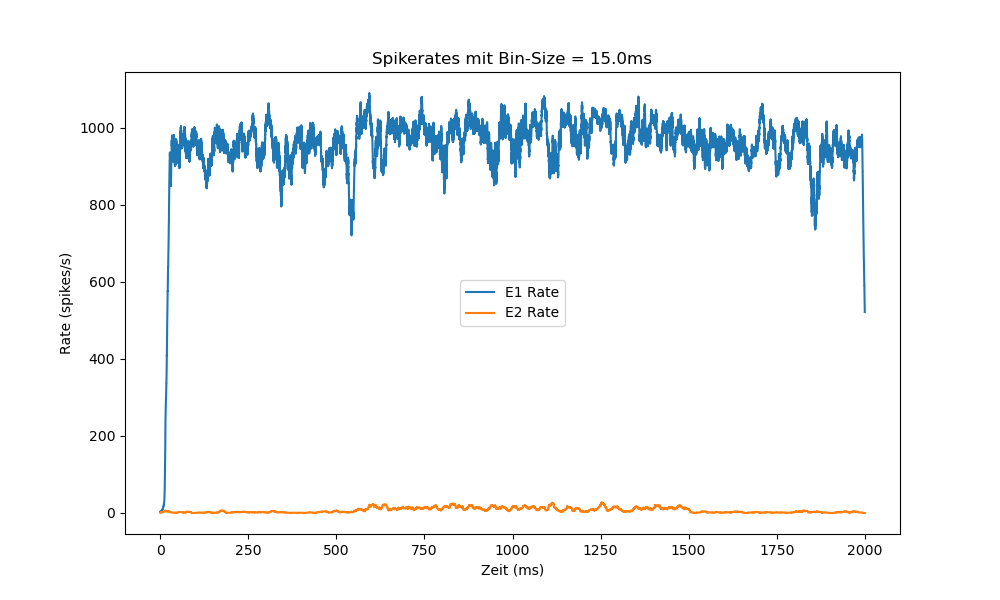 Spikerates mit Bin-Size = 15.0ms
Rate (spikes/s)
1000
800
600
400
200
0
E1 Rate
E2 Rate
0 250 500 750 1000 1250 1500 1750 2000
Zeit (ms)